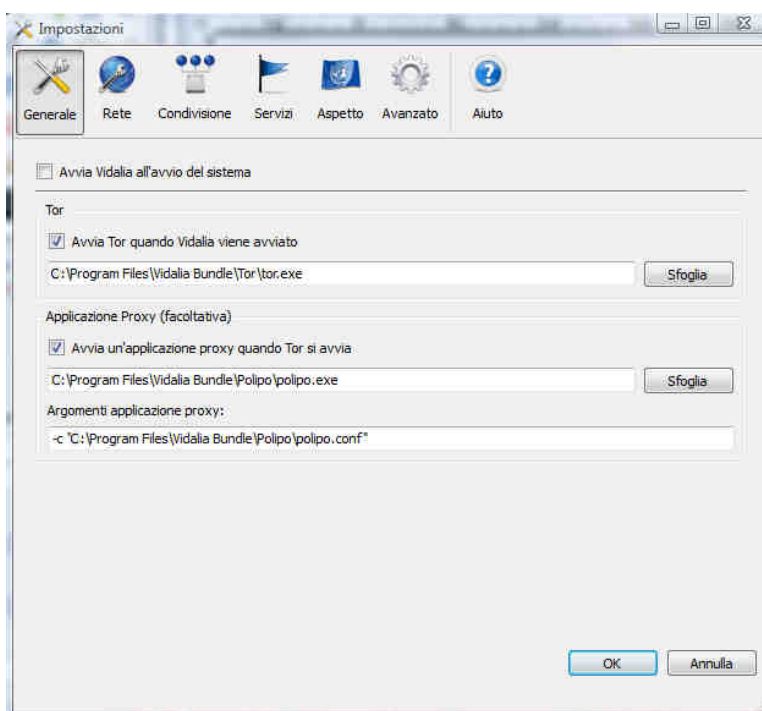 Impostazioni
Generale Rete Condivisione Servizi Aspetto Avanzato Aiuto
Avvia Vidalia all'avvio del sistema
Tor
Avvia Tor quando Vidalia viene avviato
C:\Program Files\Vidalia Bundle\Tor\tor.exe Sfoglia
Applicazione Proxy (facoltativa)
Avvia un'applicazione proxy quando Tor si avvia
C:\Program Files\Vidalia Bundle\Polipo\polipo.exe Sfoglia
Argomenti applicazione proxy:
-c "C:\Program Files\Vidalia Bundle\Polipo\polipo.conf"
OK Annulla